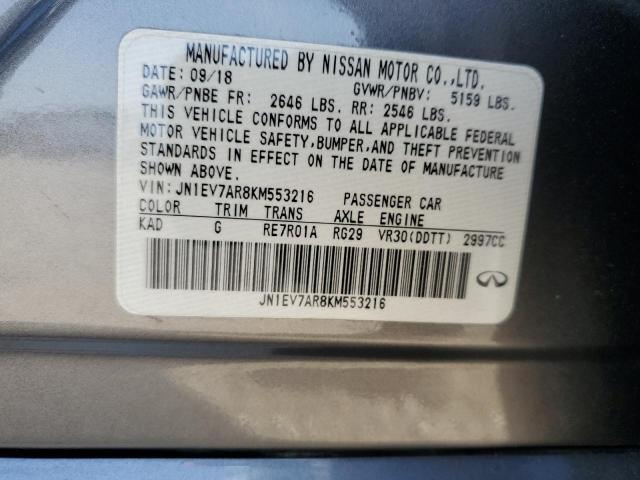 MANUFACTURED BY NISSAN MOTOR CO.,LTD.
DATE: 09/18 GVWR/PNBV: 5159 LBS.
GAWR/PNBE FR: 2646 LBS. RR: 2546 LBS.
THIS VEHICLE CONFORMS TO ALL APPLICABLE FEDERAL
MOTOR VEHICLE SAFETY,BUMPER,AND THEFT PREVENTION
STANDARDS IN EFFECT ON THE DATE OF MANUFACTURE
SHOWN ABOVE.
VIN: JN1EV7AR8KM553216 PASSENGER CAR
COLOR TRIM TRANS AXLE ENGINE
KAD G RE7R01A RG29 VR30(DDTT) 2997CC
JN1EV7AR8KM553216